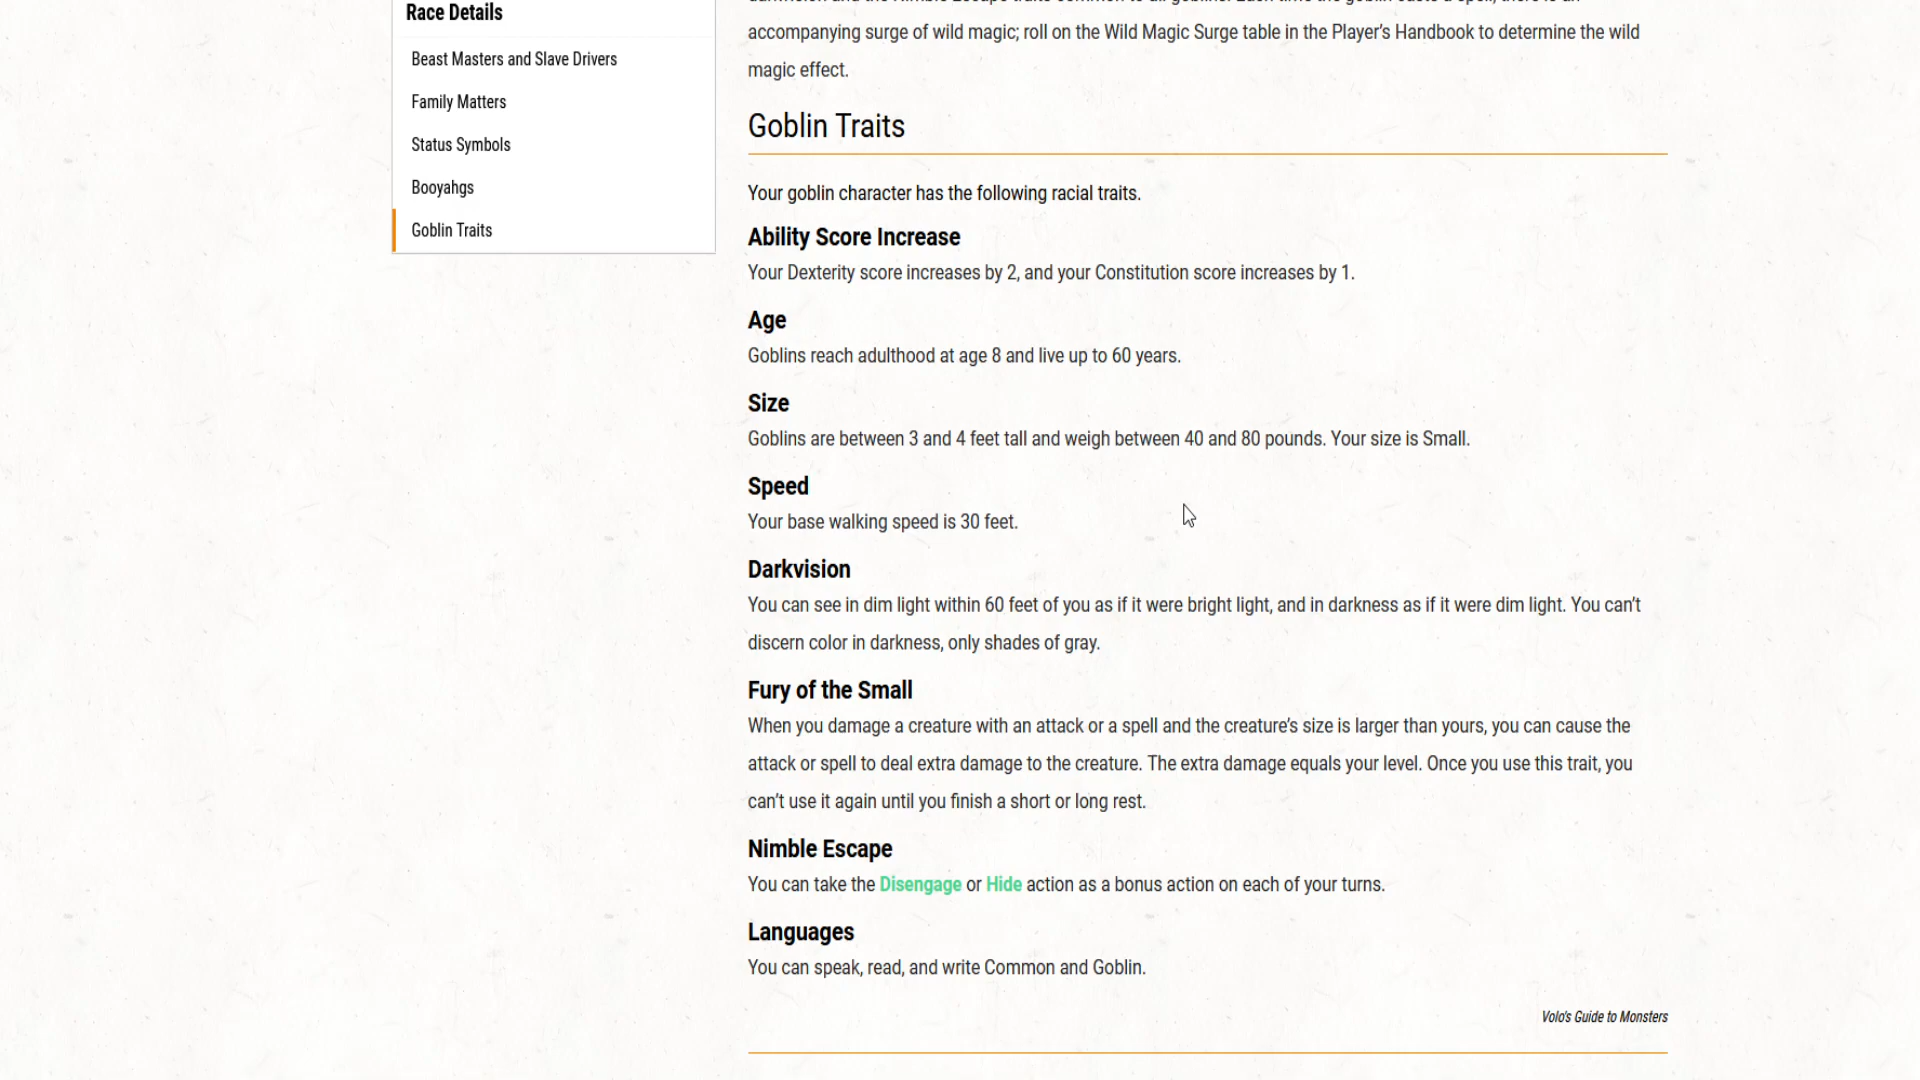 Race Details
Beast Masters and Slave Drivers
Family Matters
Status Symbols
Booyahgs
Goblin Traits
accompanying surge of wild magic; roll on the Wild Magic Surge table in the Player's Handbook to determine the wild
magic effect.
Goblin Traits
Your goblin character has the following racial traits.
Ability Score Increase
Your Dexterity score increases by 2, and your Constitution score increases by 1.
Age
Goblins reach adulthood at age 8 and live up to 60 years.
Size
Goblins are between 3 and 4 feet tall and weigh between 40 and 80 pounds. Your size is Small.
Speed
Your base walking speed is 30 feet.
Darkvision
You can see in dim light within 60 feet of you as if it were bright light, and in darkness as if it were dim light. You can't
discern color in darkness, only shades of gray.
Fury of the Small
When you damage a creature with an attack or a spell and the creature's size is larger than yours, you can cause the
attack or spell to deal extra damage to the creature. The extra damage equals your level. Once you use this trait, you
can't use it again until you finish a short or long rest.
Nimble Escape
You can take the Disengage or Hide action as a bonus action on each of your turns.
Languages
You can speak, read, and write Common and Goblin.
Volo's Guide to Monsters